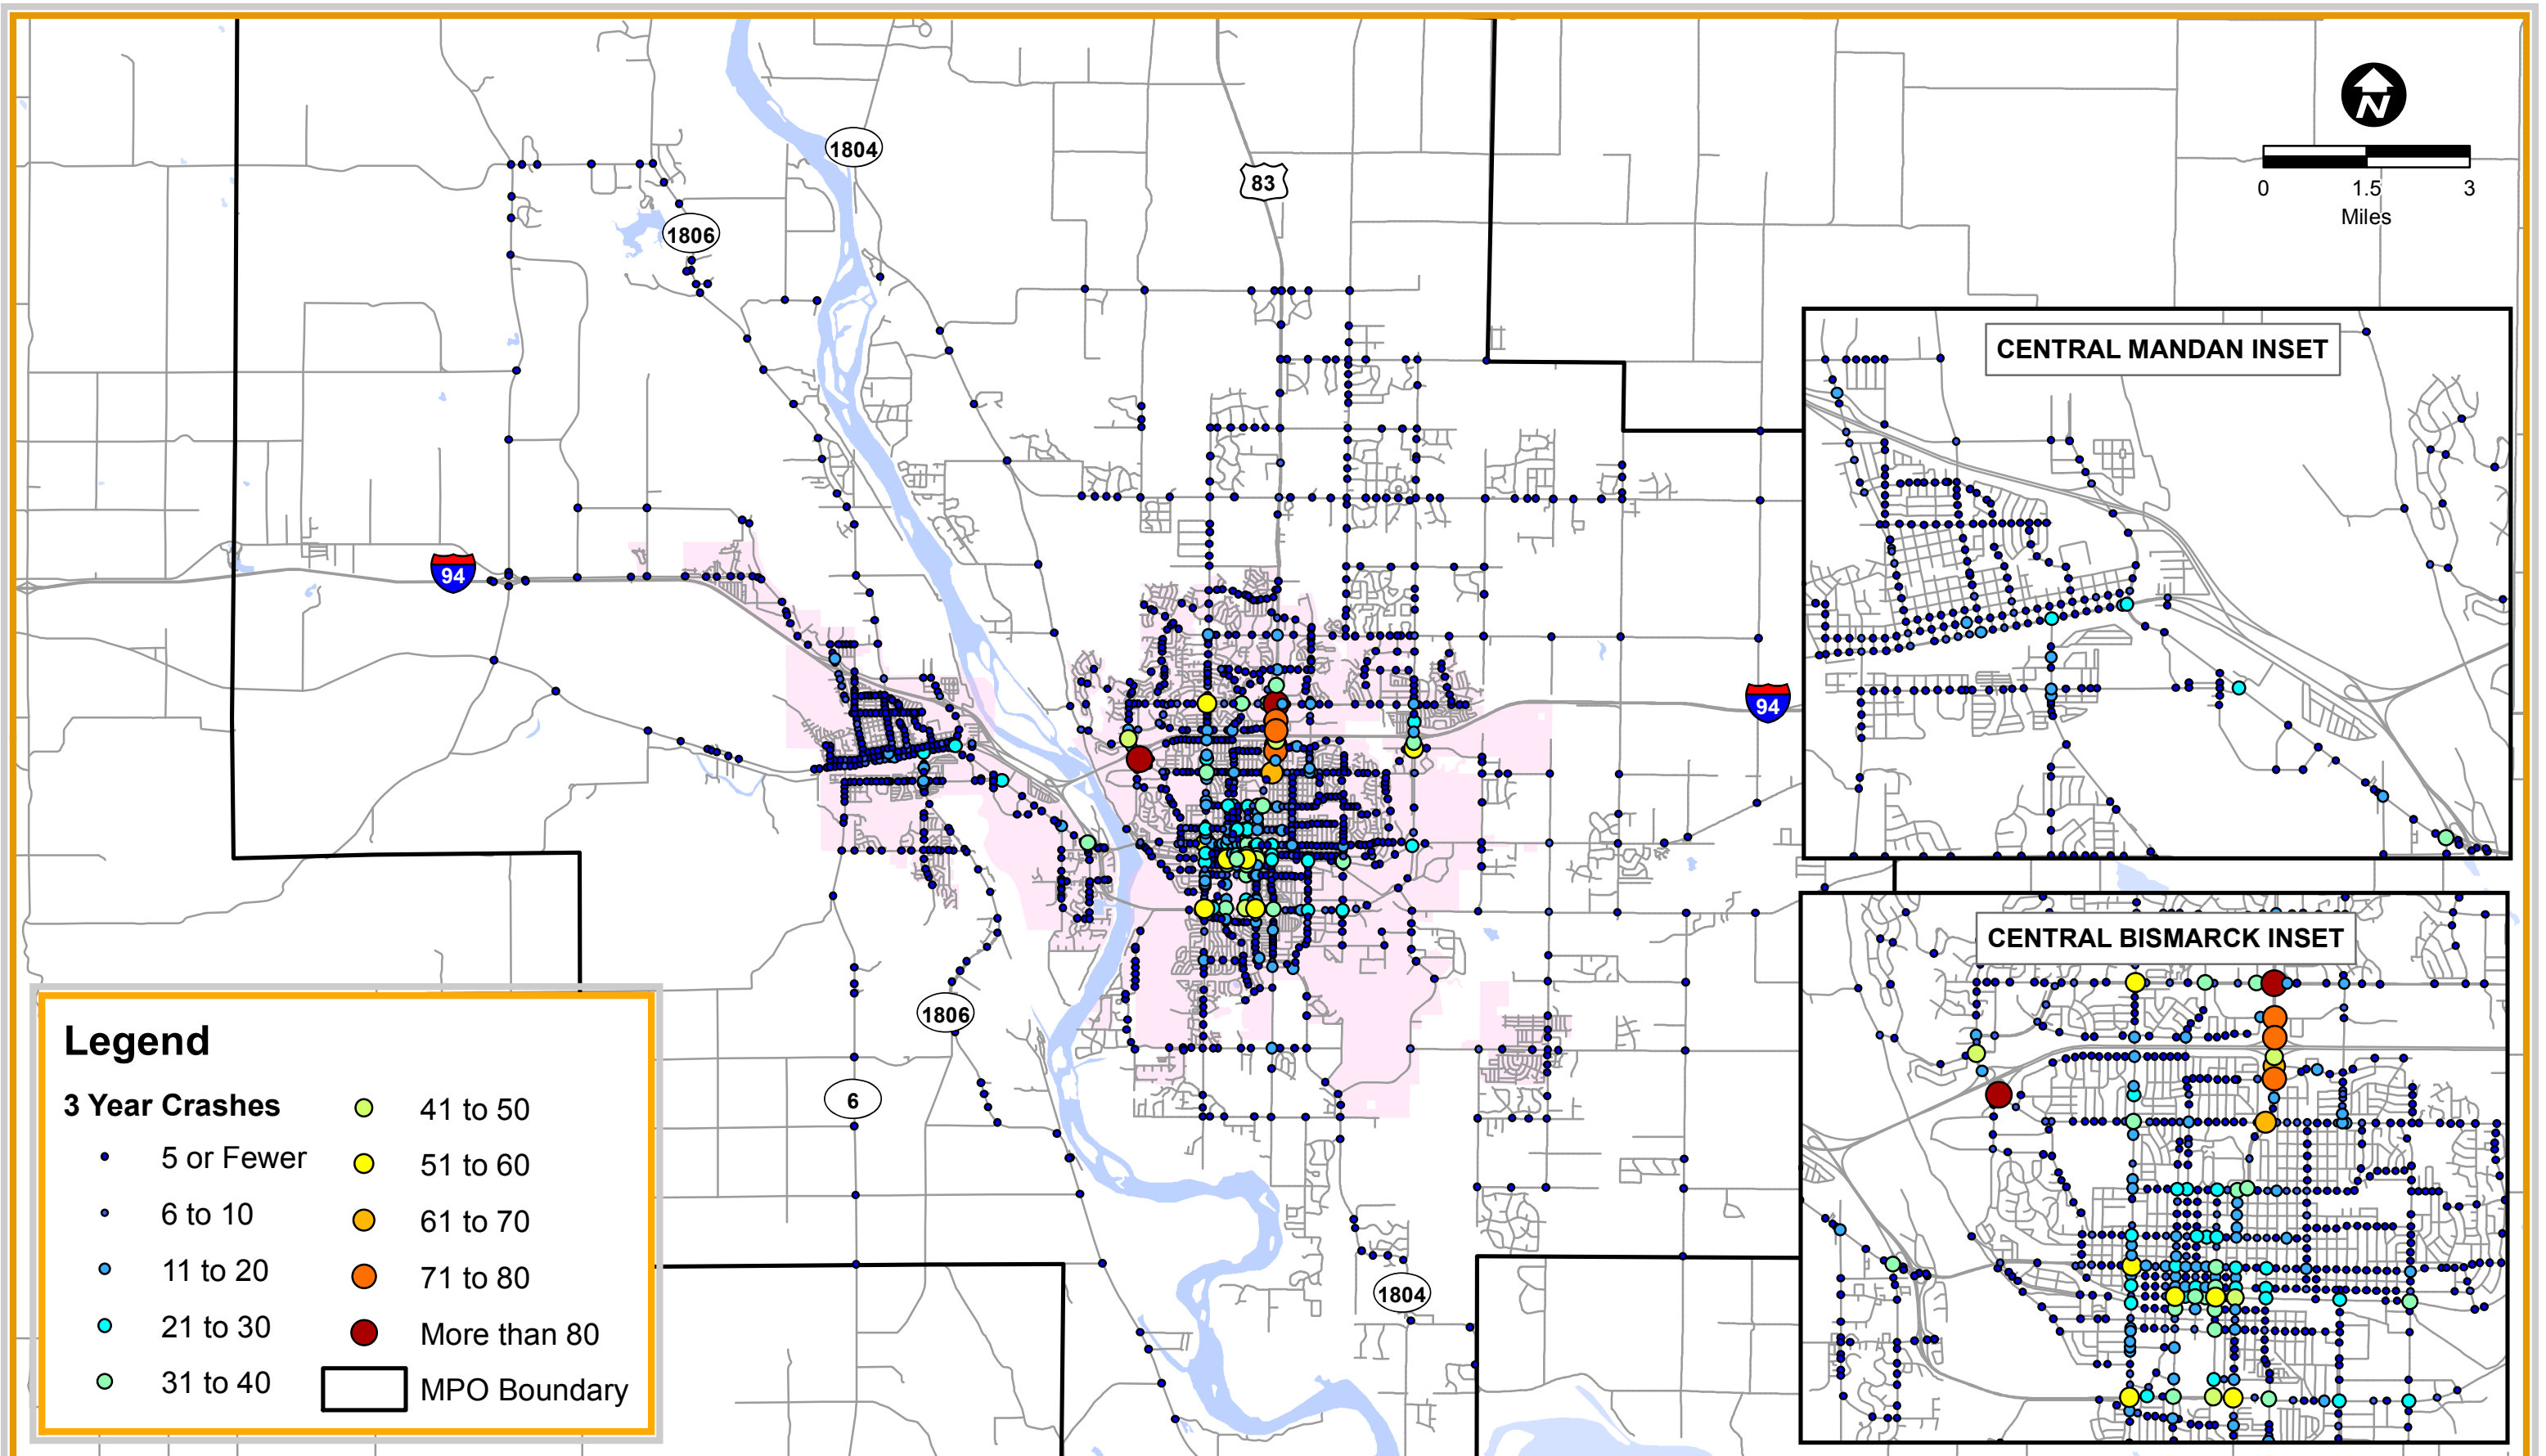 1804
83
N
0 1.5 3
Miles
1806
CENTRAL MANDAN INSET
94
94
CENTRAL BISMARCK INSET
1806
6
1804
Legend
3 Year Crashes
5 or Fewer
6 to 10
11 to 20
21 to 30
31 to 40
41 to 50
51 to 60
61 to 70
71 to 80
More than 80
MPO Boundary